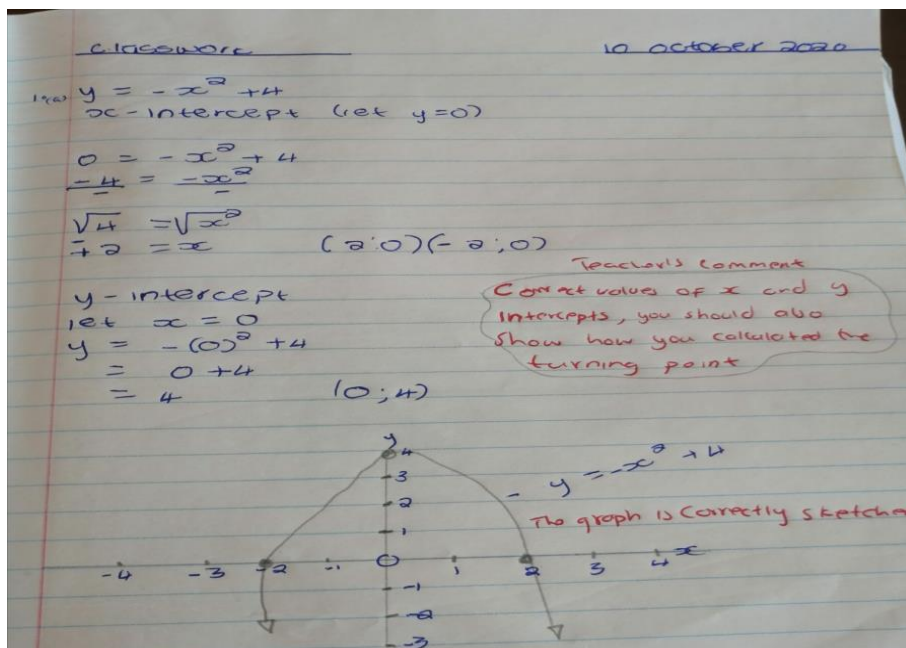 classwork 10 October 2020
1.(a) y = -x² + 4
x-intercept (let y=0)
0 = -x² + 4
-4 = -x²
- -
√4 = √x²
∓2 = x (2;0)(-2;0)
Teacher's Comment
Correct values of x and y
intercepts, you should also
show how you calculated the
turning point
y-intercept
let x = 0
y = -(0)² + 4
= 0 + 4
= 4 (0;4)
y
4
3
2
1
- y = -x² + 4
The graph is correctly sketche
-4 -3 -2 -1 0 1 2 3 4 x
-1
-2
-3